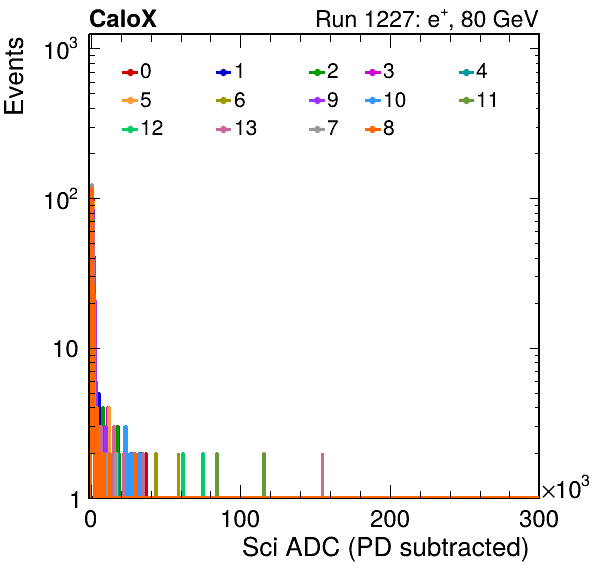 CaloX Run 1227: e⁺, 80 GeV
Events
10³
0 1 2 3 4
5 6 9 10 11
12 13 7 8
10²
10
1
0 100 200 300
×10³
Sci ADC (PD subtracted)